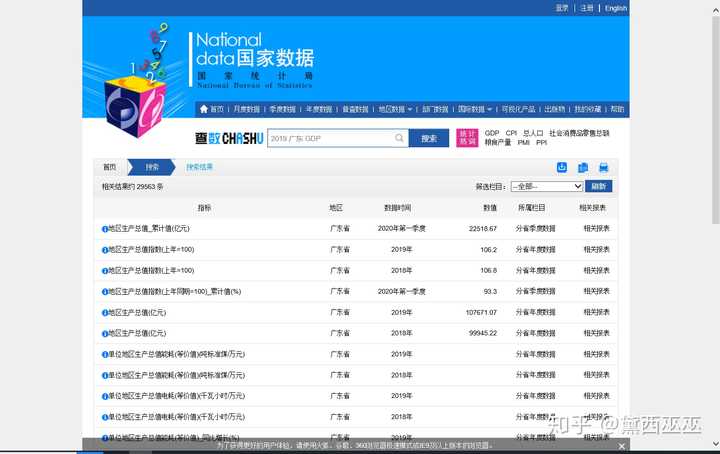 登录 | 注册 | English
9
7
5
6
4
3
1 2
National
data国家数据
国家统计局
National Bureau of Statistics
首页 | 月度数据 | 季度数据 | 年度数据 | 普查数据 | 地区数据 | 部门数据 | 国际数据 | 可视化产品 | 出版物 | 我的收藏 | 帮助
查数 CHASHU 2019 广东 GDP 搜索
统计热词 GDP CPI 总人口 社会消费品零售总额
粮食产量 PMI PPI
首页 搜索 搜索结果
相关结果约 29563 条 筛选栏目: --全部-- 刷新
指标 地区 数据时间 数值 所属栏目 相关报表
地区生产总值_累计值(亿元) 广东省 2020年第一季度 22518.67 分省季度数据 相关报表
地区生产总值指数(上年=100) 广东省 2019年 106.2 分省年度数据 相关报表
地区生产总值指数(上年=100) 广东省 2018年 106.8 分省年度数据 相关报表
地区生产总值指数(上年同期=100)_累计值(%) 广东省 2020年第一季度 93.3 分省季度数据 相关报表
地区生产总值(亿元) 广东省 2019年 107671.07 分省年度数据 相关报表
地区生产总值(亿元) 广东省 2018年 99945.22 分省年度数据 相关报表
单位地区生产总值能耗(等价值)(吨标准煤/万元) 广东省 2019年 分省年度数据 相关报表
单位地区生产总值能耗(等价值)(吨标准煤/万元) 广东省 2018年 分省年度数据 相关报表
单位地区生产总值电耗(等价值)(千瓦小时/万元) 广东省 2019年 分省年度数据 相关报表
单位地区生产总值电耗(等价值)(千瓦小时/万元) 广东省 2018年 分省年度数据 相关报表
单位地区生产总值能耗(等价值)_同比增长(%) 广东省 2019年 分省年度数据 相关报表
为了获得更好的用户体验，请使用火狐、谷歌、360浏览器极速模式或IE9及以上版本的浏览器。
知乎 @黛西巫巫